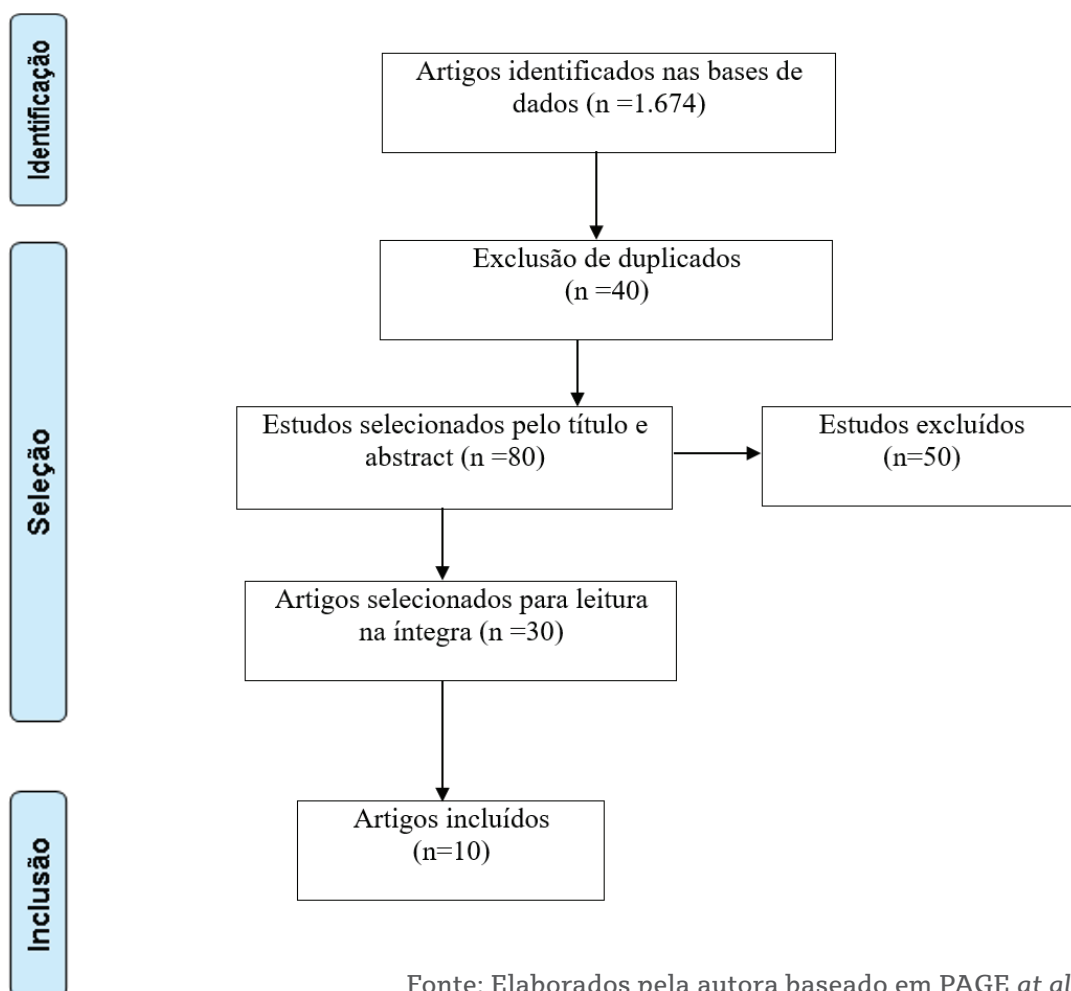 Identificação
Artigos identificados nas bases de
dados (n =1.674)
Seleção
Exclusão de duplicados
(n =40)
Estudos selecionados pelo título e
abstract (n =80)
Estudos excluídos
(n=50)
Artigos selecionados para leitura
na íntegra (n =30)
Inclusão
Artigos incluídos
(n=10)
Fonte: Elaborados pela autora baseado em PAGE at al